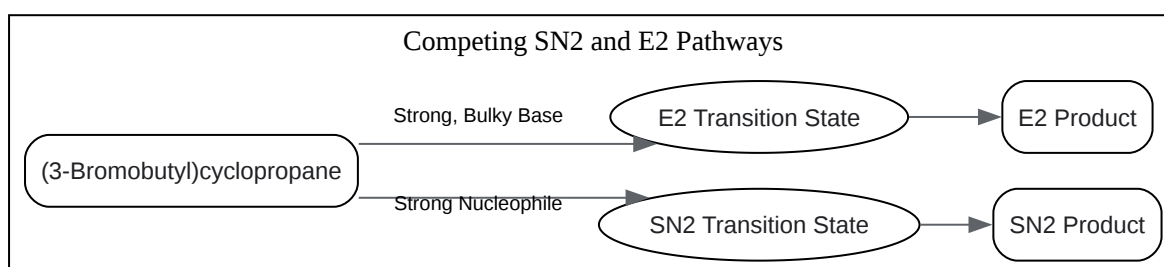 Competing SN2 and E2 Pathways
Strong, Bulky Base
E2 Transition State
E2 Product
(3-Bromobutyl)cyclopropane
Strong Nucleophile
SN2 Transition State
SN2 Product